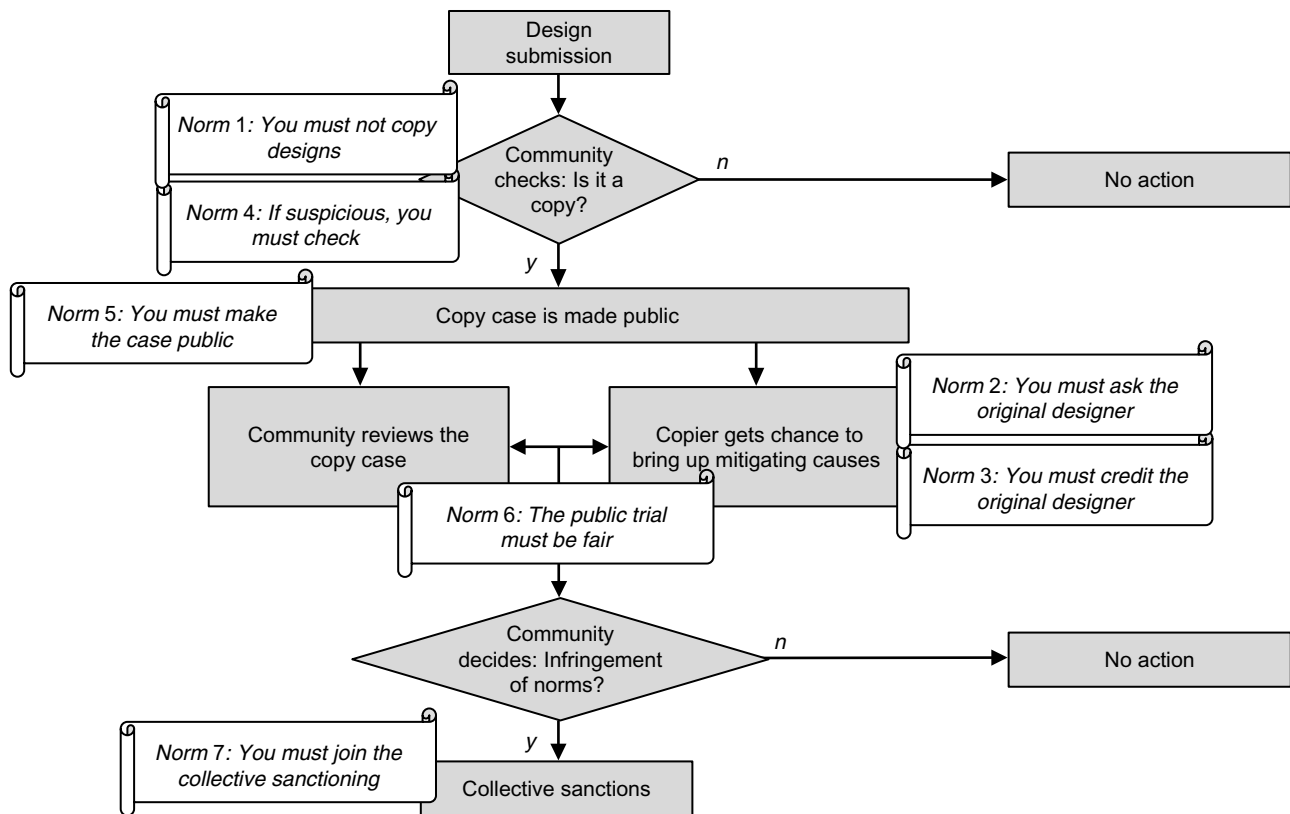 Design
submission
Norm 1: You must not copy
designs
Community
checks: Is it a
copy?
n
No action
Norm 4: If suspicious, you
must check
y
Norm 5: You must make
the case public
Copy case is made public
Community reviews the
copy case
Copier gets chance to
bring up mitigating causes
Norm 2: You must ask the
original designer
Norm 3: You must credit the
original designer
Norm 6: The public trial
must be fair
Community
decides: Infringement
of norms?
n
No action
y
Norm 7: You must join the
collective sanctioning
Collective sanctions